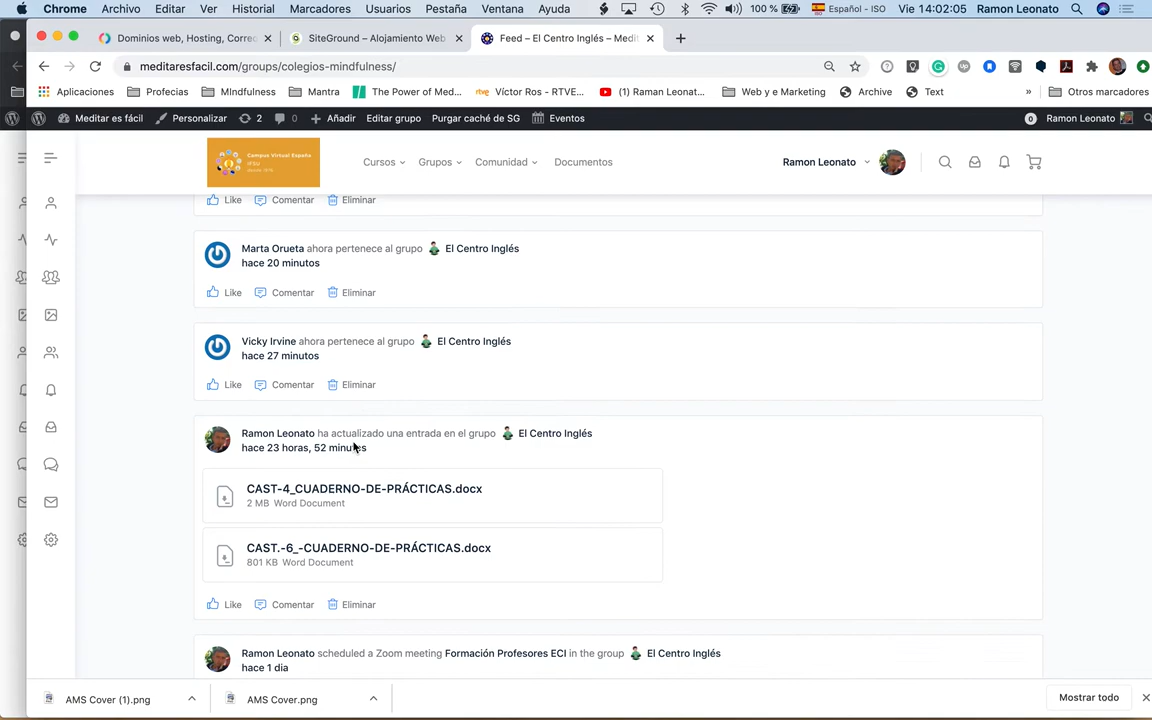 Chrome Archivo Editar Ver Historial Marcadores Usuarios Pestaña Ventana Ayuda 100 % Español - ISO Vie 14:02:05 Ramon Leonato
Dominios web, Hosting, Correo
SiteGround – Alojamiento Web
Feed – El Centro Inglés – Medit
meditaresfacil.com/groups/colegios-mindfulness/
Aplicaciones Profecias MIndfulness Mantra The Power of Med... Víctor Ros - RTVE... (1) Raman Leonat... Web y e Marketing Archive Text » Otros marcadores
Meditar es fácil Personalizar 2 0 Añadir Editar grupo Purgar caché de SG Eventos 0 Ramon Leonato
Campus Virtual España
Cursos Grupos Comunidad Documentos Ramon Leonato
Like Comentar Eliminar
Marta Orueta ahora pertenece al grupo El Centro Inglés
hace 20 minutos
Like Comentar Eliminar
Vicky Irvine ahora pertenece al grupo El Centro Inglés
hace 27 minutos
Like Comentar Eliminar
Ramon Leonato ha actualizado una entrada en el grupo El Centro Inglés
hace 23 horas, 52 minutos
CAST-4_CUADERNO-DE-PRÁCTICAS.docx
2 MB Word Document
CAST.-6_-CUADERNO-DE-PRÁCTICAS.docx
801 KB Word Document
Like Comentar Eliminar
Ramon Leonato scheduled a Zoom meeting Formación Profesores ECI in the group El Centro Inglés
hace 1 dia
AMS Cover (1).png
AMS Cover.png
Mostrar todo